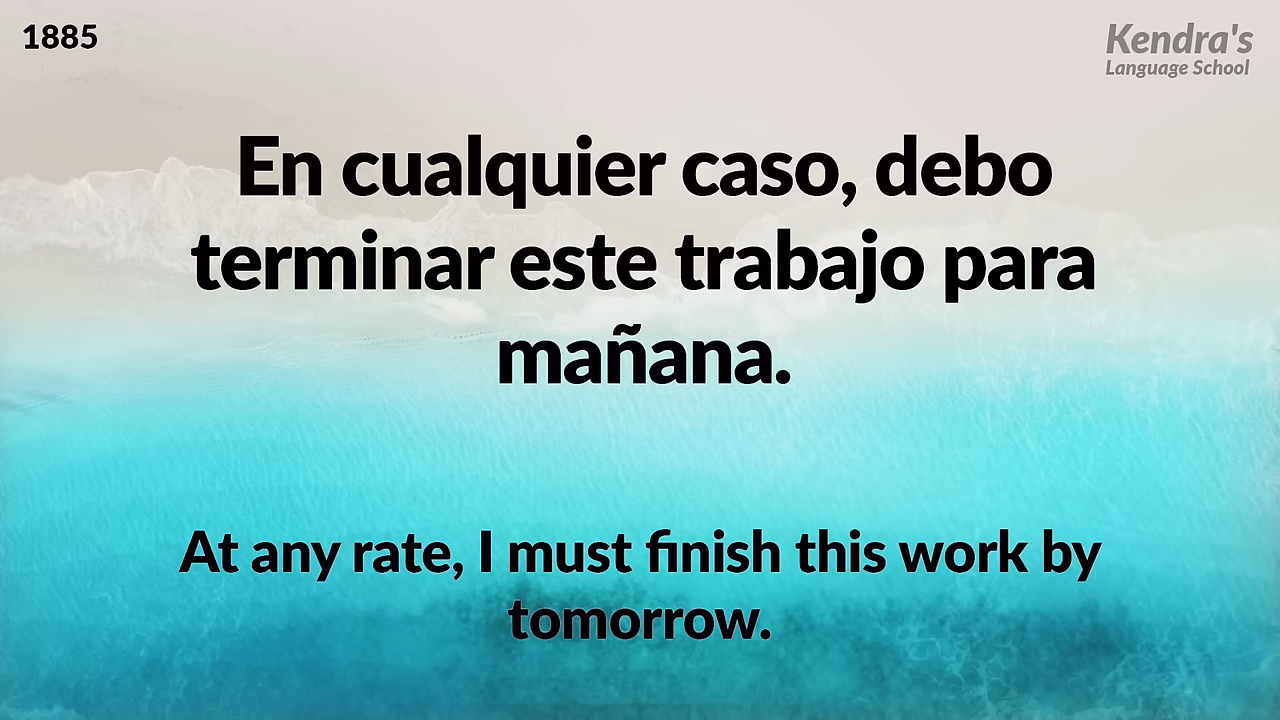 1885
Kendra's
Language School
En cualquier caso, debo
terminar este trabajo para
mañana.
At any rate, I must finish this work by
tomorrow.